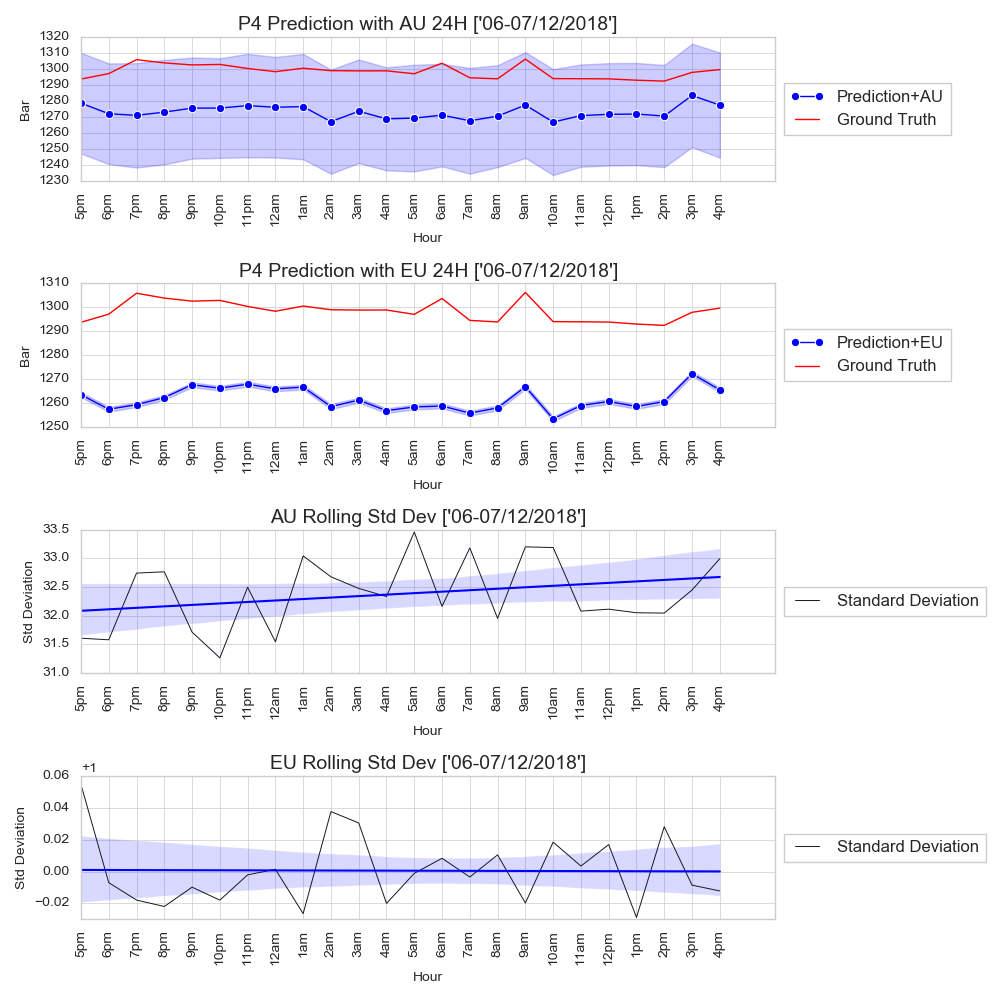 P4 Prediction with AU 24H ['06-07/12/2018']
1320
1310
1300
1290
1280
1270
1260
1250
1240
1230
Bar
5pm 6pm 7pm 8pm 9pm 10pm 11pm 12am 1am 2am 3am 4am 5am 6am 7am 8am 9am 10am 11am 12pm 1pm 2pm 3pm 4pm
Hour
Prediction+AU
Ground Truth
P4 Prediction with EU 24H ['06-07/12/2018']
1310
1300
1290
1280
1270
1260
1250
Bar
5pm 6pm 7pm 8pm 9pm 10pm 11pm 12am 1am 2am 3am 4am 5am 6am 7am 8am 9am 10am 11am 12pm 1pm 2pm 3pm 4pm
Hour
Prediction+EU
Ground Truth
AU Rolling Std Dev ['06-07/12/2018']
33.5
33.0
32.5
32.0
31.5
31.0
Std Deviation
5pm 6pm 7pm 8pm 9pm 10pm 11pm 12am 1am 2am 3am 4am 5am 6am 7am 8am 9am 10am 11am 12pm 1pm 2pm 3pm 4pm
Hour
Standard Deviation
EU Rolling Std Dev ['06-07/12/2018']
+1
0.06
0.04
0.02
0.00
−0.02
Std Deviation
5pm 6pm 7pm 8pm 9pm 10pm 11pm 12am 1am 2am 3am 4am 5am 6am 7am 8am 9am 10am 11am 12pm 1pm 2pm 3pm 4pm
Hour
Standard Deviation